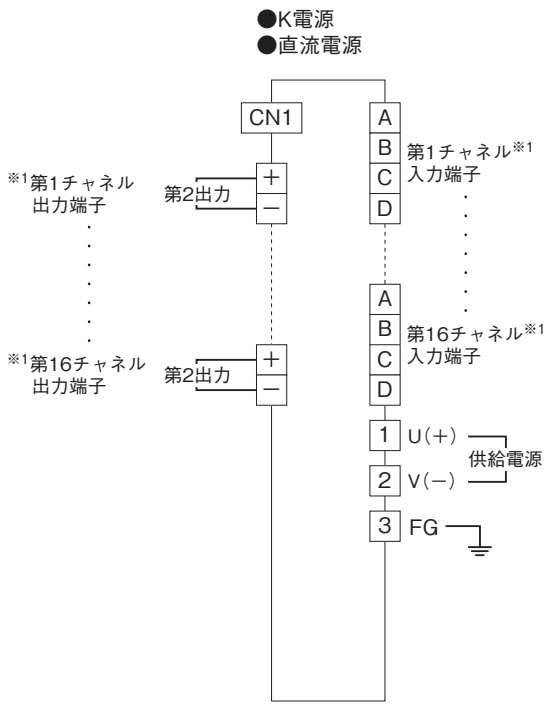 ●K電源
●直流電源
CN1
※1第1チャネル
出力端子
第2出力
+
−
※1第16チャネル
出力端子
第2出力
+
−
A
B
C
D
第1チャネル※1
入力端子
A
B
C
D
第16チャネル※1
入力端子
1 U(+)
供給電源
2 V(−)
3 FG